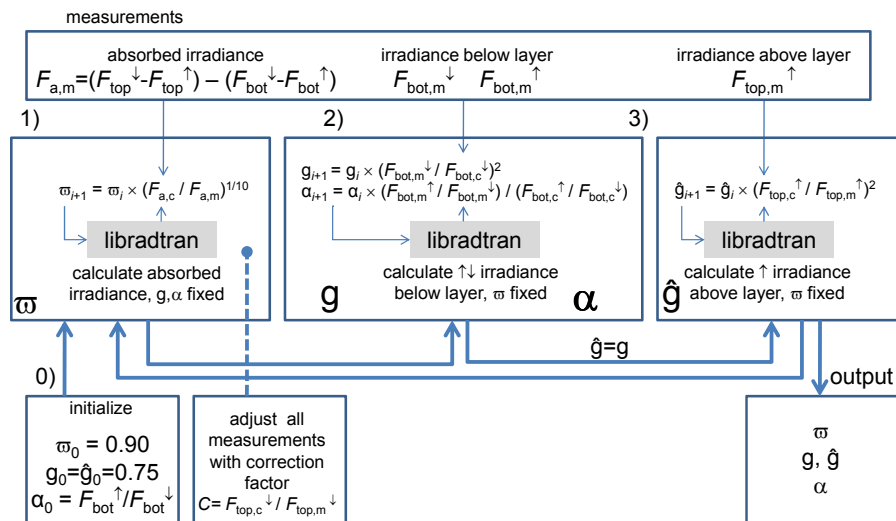 measurements
absorbed irradiance
F_a,m=(F_top↓-F_top↑) – (F_bot↓-F_bot↑)
irradiance below layer
F_bot,m↓ F_bot,m↑
irradiance above layer
F_top,m↑
1)
ϖ_i+1 = ϖ_i × (F_a,c / F_a,m)^1/10
libradtran
calculate absorbed
irradiance, g,α fixed
ϖ
2)
g_i+1 = g_i × (F_bot,m↓ / F_bot,c↓)^2
α_i+1 = α_i × (F_bot,m↑ / F_bot,m↓) / (F_bot,c↑ / F_bot,c↓)
libradtran
calculate ↑↓ irradiance
below layer, ϖ fixed
g
α
3)
ĝ_i+1 = ĝ_i × (F_top,c↑ / F_top,m↑)^2
libradtran
calculate ↑ irradiance
above layer, ϖ fixed
ĝ
ĝ=g
0)
initialize
ϖ_0 = 0.90
g_0=ĝ_0=0.75
α_0 = F_bot↑/F_bot↓
adjust all
measurements
with correction
factor
C= F_top,c↓ / F_top,m↓
output
ϖ
g, ĝ
α